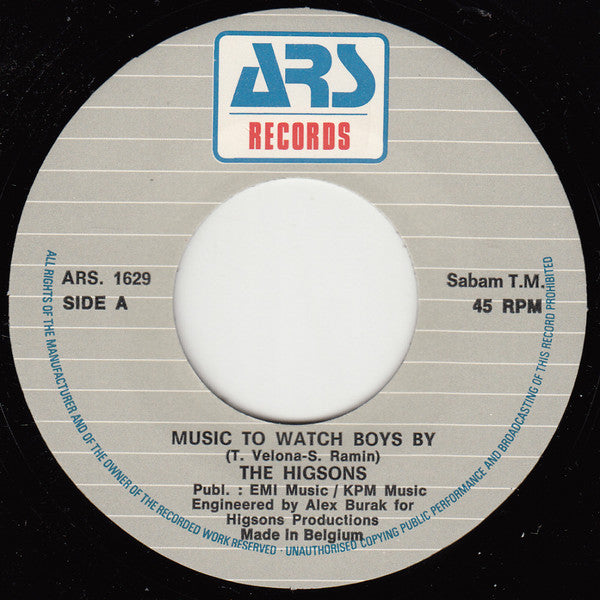 ARS
RECORDS
ARS. 1629
SIDE A
Sabam T.M.
45 RPM
MUSIC TO WATCH BOYS BY
(T. Velona-S. Ramin)
THE HIGSONS
Publ. : EMI Music / KPM Music
Engineered by Alex Burak for
Higsons Productions
Made In Belgium
ALL RIGHTS OF THE MANUFACTURER AND OF THE OWNER OF THE RECORDED WORK RESERVED - UNAUTHORISED COPYING PUBLIC PERFORMANCE AND BROADCASTING OF THIS RECORD PROHIBITED